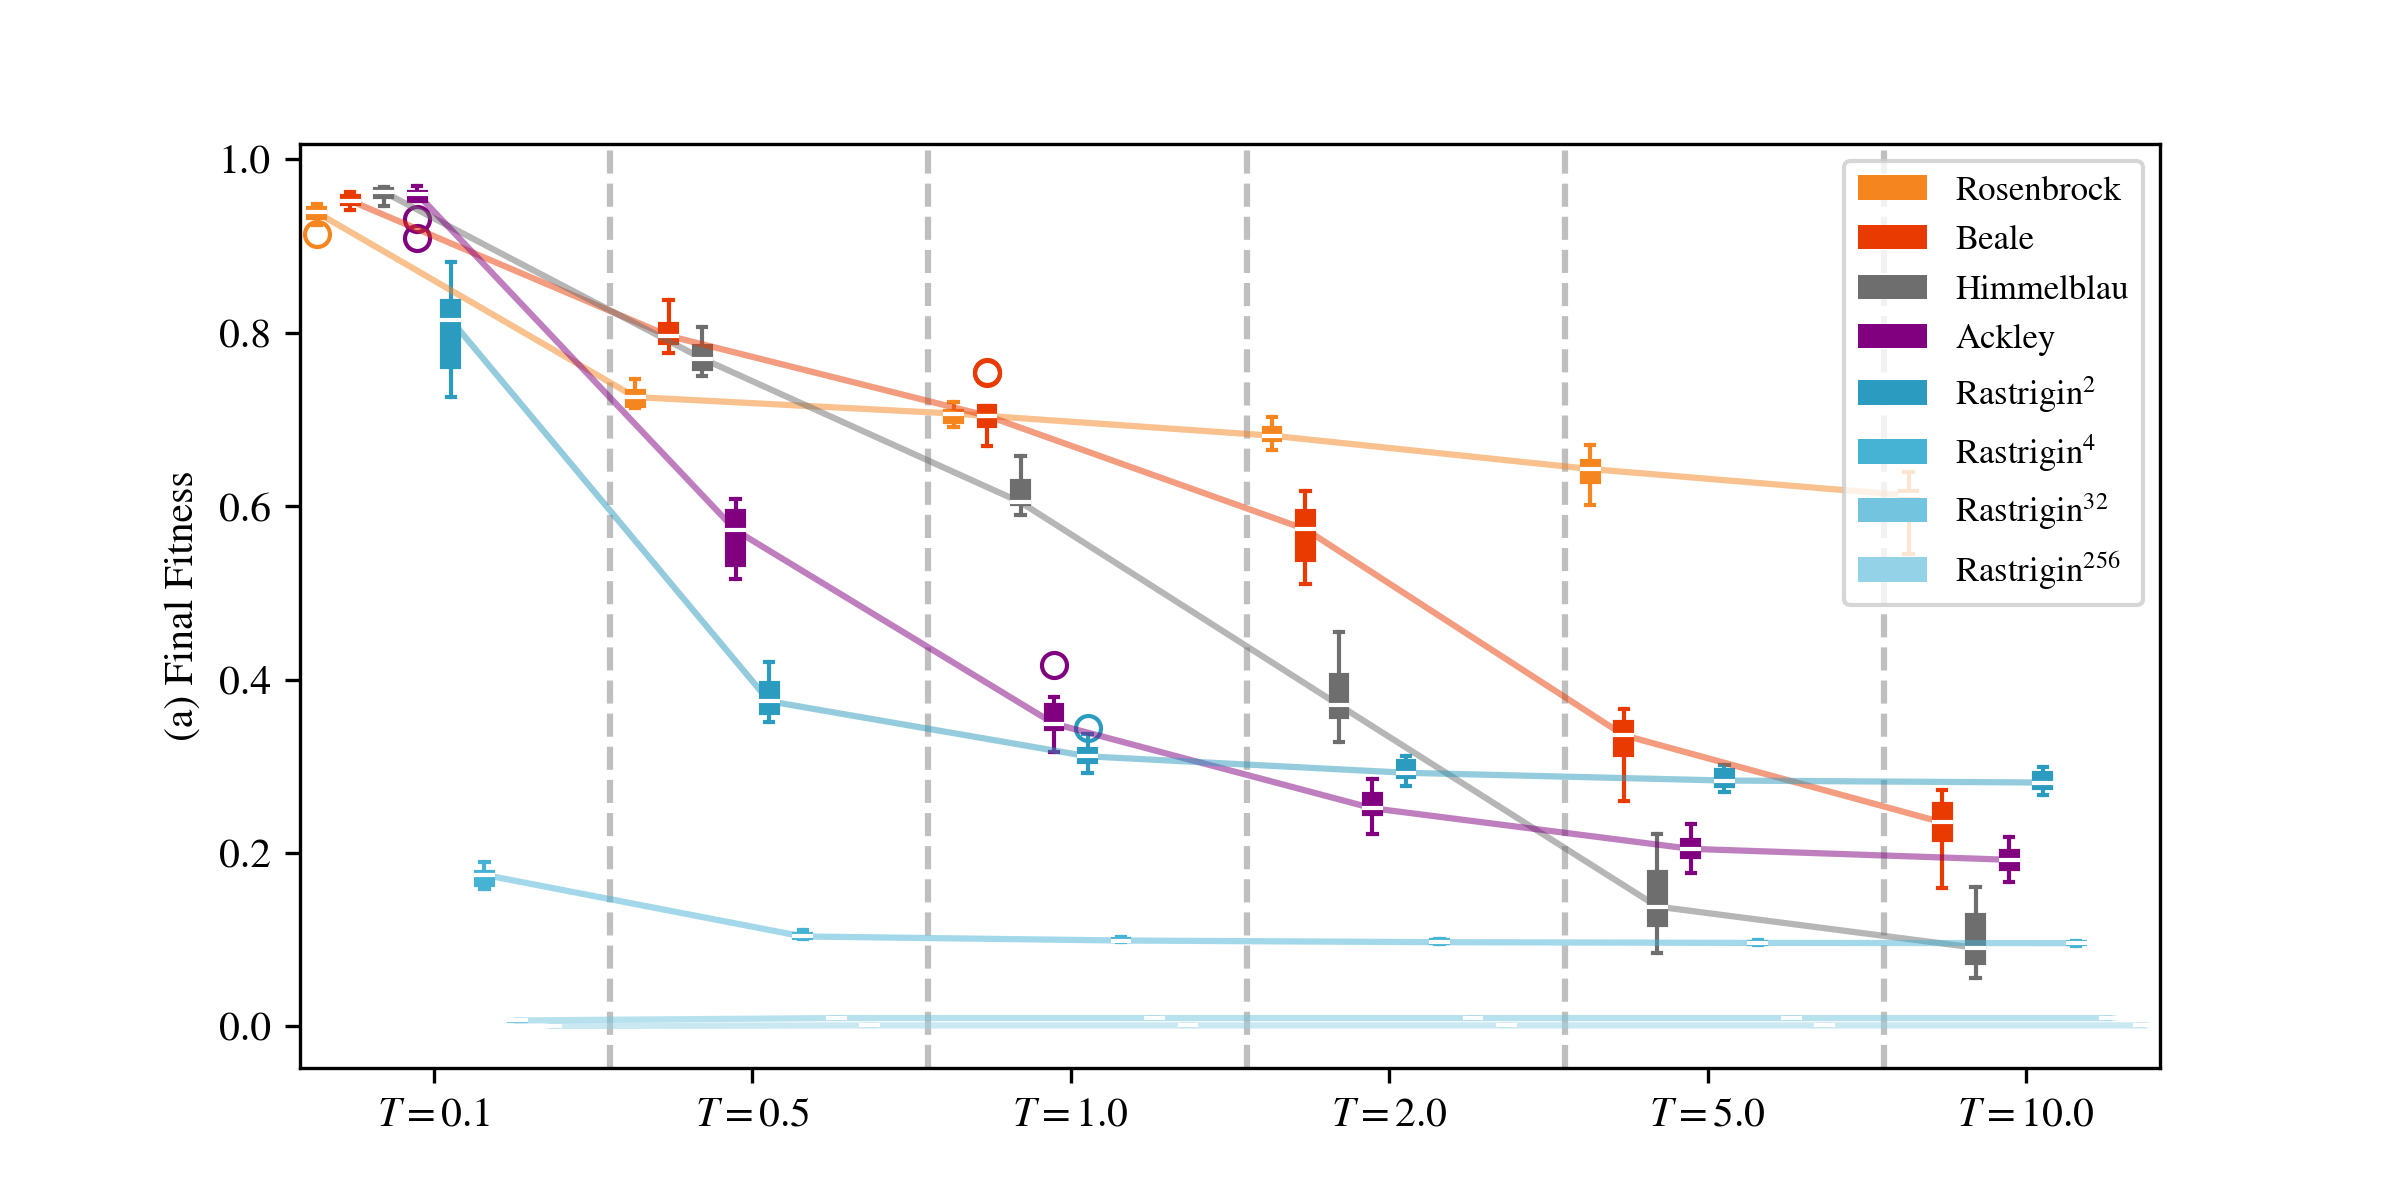 (a) Final Fitness
1.0
0.8
0.6
0.4
0.2
0.0
T=0.1
T=0.5
T=1.0
T=2.0
T=5.0
T=10.0
Rosenbrock
Beale
Himmelblau
Ackley
Rastrigin²
Rastrigin⁴
Rastrigin³²
Rastrigin²⁵⁶